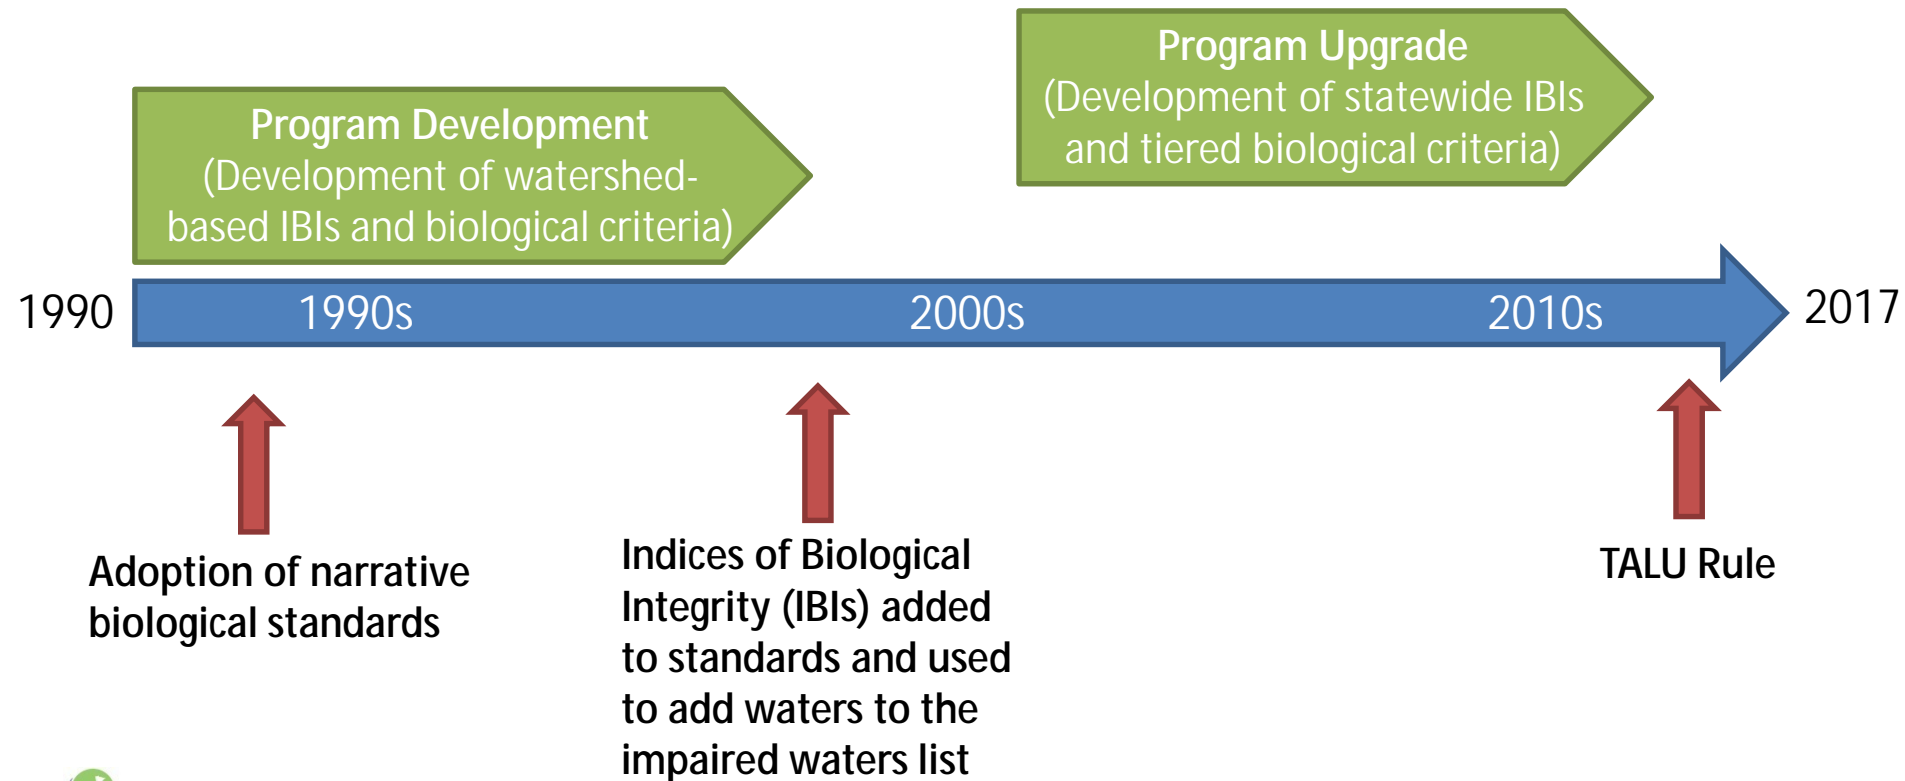 Program Upgrade
(Development of statewide IBIs
and tiered biological criteria)
Program Development
(Development of watershed-
based IBIs and biological criteria)
1990
1990s
2000s
2010s
2017
Adoption of narrative
biological standards
Indices of Biological
Integrity (IBIs) added
to standards and used
to add waters to the
impaired waters list
TALU Rule